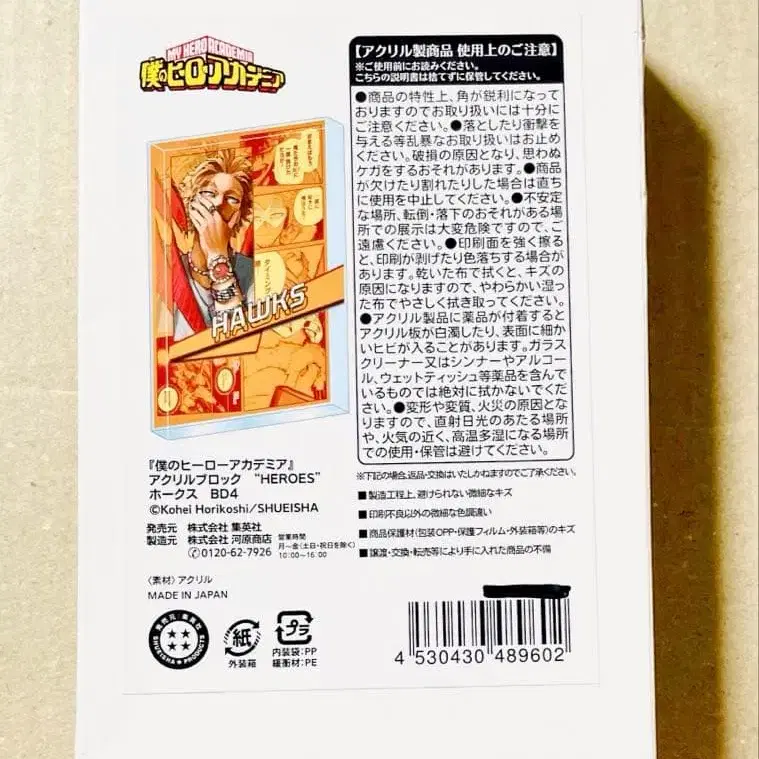 MY HERO ACADEMIA
僕のヒーローアカデミア
HAWKS
『僕のヒーローアカデミア』
アクリルブロック “HEROES”
ホークス BD4
©Kohei Horikoshi/SHUEISHA
発売元 株式会社 集英社
製造元 株式会社 河原商店
✆0120-62-7926
営業時間
月～金(土日・祝日を除く)
10:00～16:00
〈素材〉アクリル
MADE IN JAPAN
発売元/集英社
SHUEISHA PRODUCTS
紙
外装箱
プラ
内装袋:PP
緩衝材:PE
【アクリル製商品 使用上のご注意】
※ご使用前にお読みください。
こちらの説明書は捨てずに保管してください。
●商品の特性上、角が鋭利になって
おりますのでお取り扱いには十分に
ご注意ください。●落としたり衝撃を
与える等乱暴なお取り扱いはお止め
ください。破損の原因となり、思わぬ
ケガをするおそれがあります。●商品
が欠けたり割れたりした場合は直ち
に使用を中止してください。●不安定
な場所、転倒・落下のおそれがある場
所での展示は大変危険ですので、ご
遠慮ください。●印刷面を強く擦る
と、印刷が剥げたり色落ちする場合が
あります。乾いた布で拭くと、キズの
原因になりますので、やわらかい湿っ
た布でやさしく拭き取ってください。
●アクリル製品に薬品が付着すると
アクリル板が白濁したり、表面に細か
いヒビが入ることがあります。ガラス
クリーナー又はシンナーやアルコー
ル、ウェットティッシュ等薬品を含んで
いるものでは絶対に拭かないでくだ
さい。●変形や変質、火災の原因とな
りますので、直射日光のあたる場所
や、火気の近く、高温多湿になる場所
での使用・保管は避けてください。
※下記の場合、返品・交換はいたしかねますのでご了承ください。
■製造工程上、避けられない微細なキズ
■印刷不良以外の微細な色調違い
■商品保護材(包装OPP・保護フィルム・外装箱等)のキズ
■譲渡・交換・転売等により手に入れた商品の不備
4 530430 489602